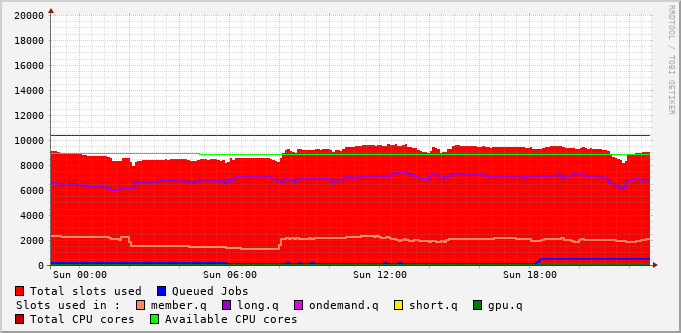 RRDTOOL / TOBI OETIKER
20000
18000
16000
14000
12000
10000
8000
6000
4000
2000
0
Sun 00:00 Sun 06:00 Sun 12:00 Sun 18:00
Total slots used Queued Jobs
Slots used in : member.q long.q ondemand.q short.q gpu.q
Total CPU cores Available CPU cores